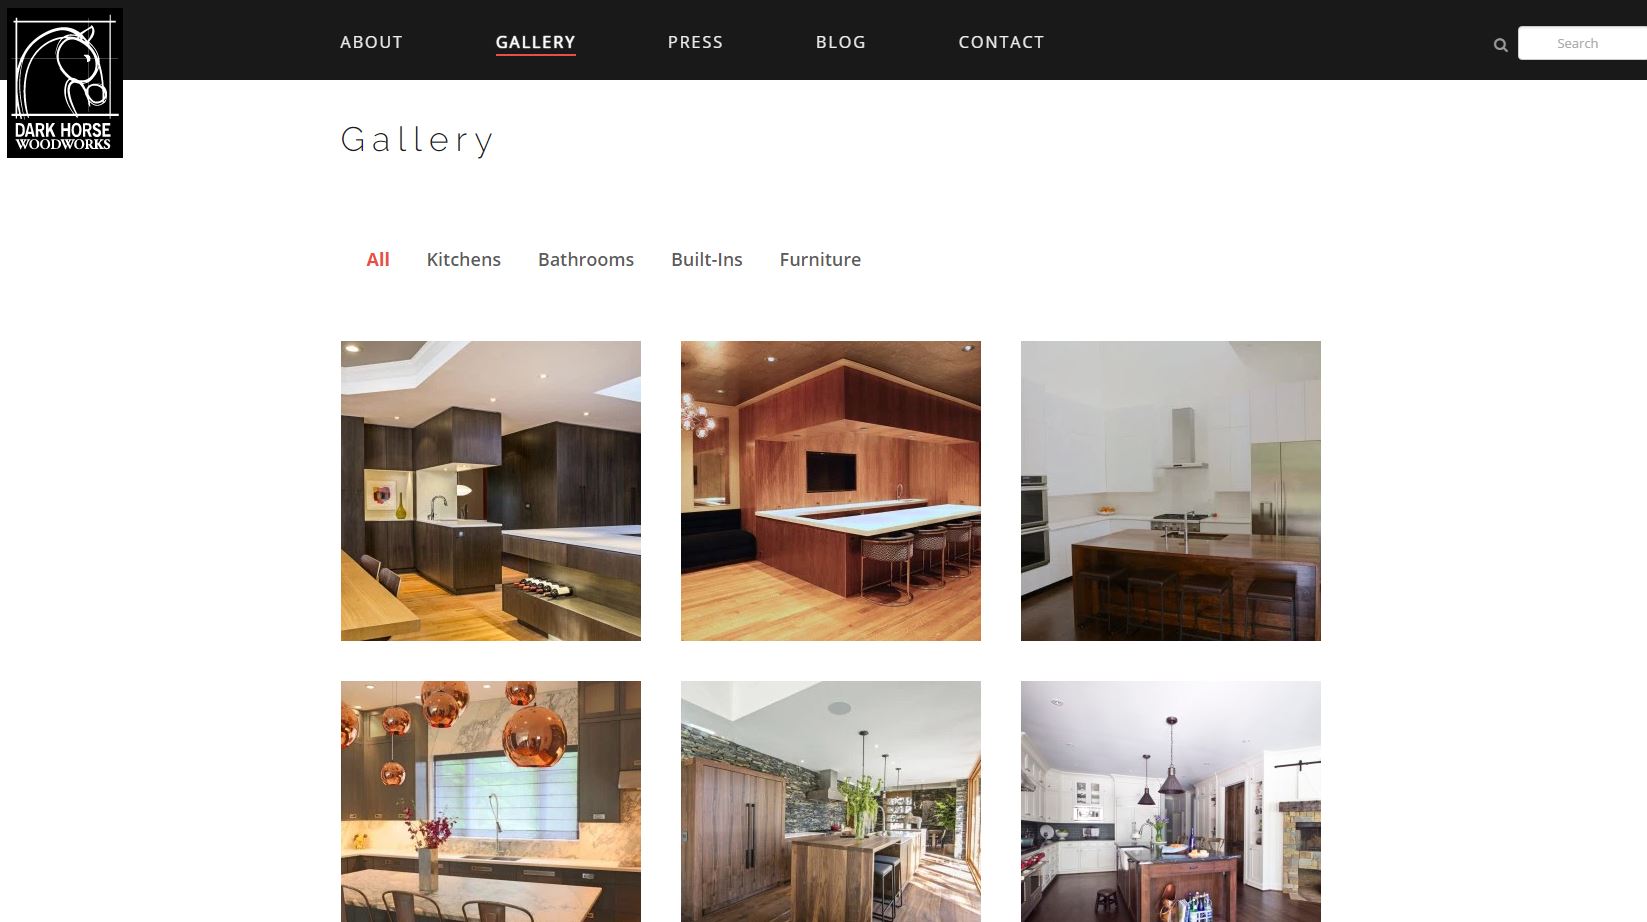 DARK HORSE
WOODWORKS
ABOUT GALLERY PRESS BLOG CONTACT Search
Gallery
All Kitchens Bathrooms Built-Ins Furniture